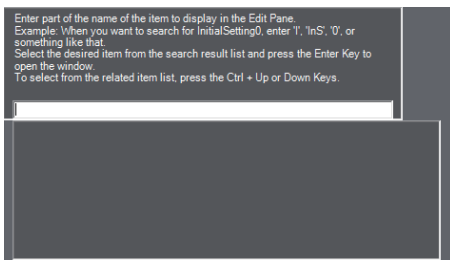 Enter part of the name of the item to display in the Edit Pane.
Example: When you want to search for InitialSetting0, enter 'I', 'InS', '0', or
something like that.
Select the desired item from the search result list and press the Enter Key to
open the window.
To select from the related item list, press the Ctrl + Up or Down Keys.